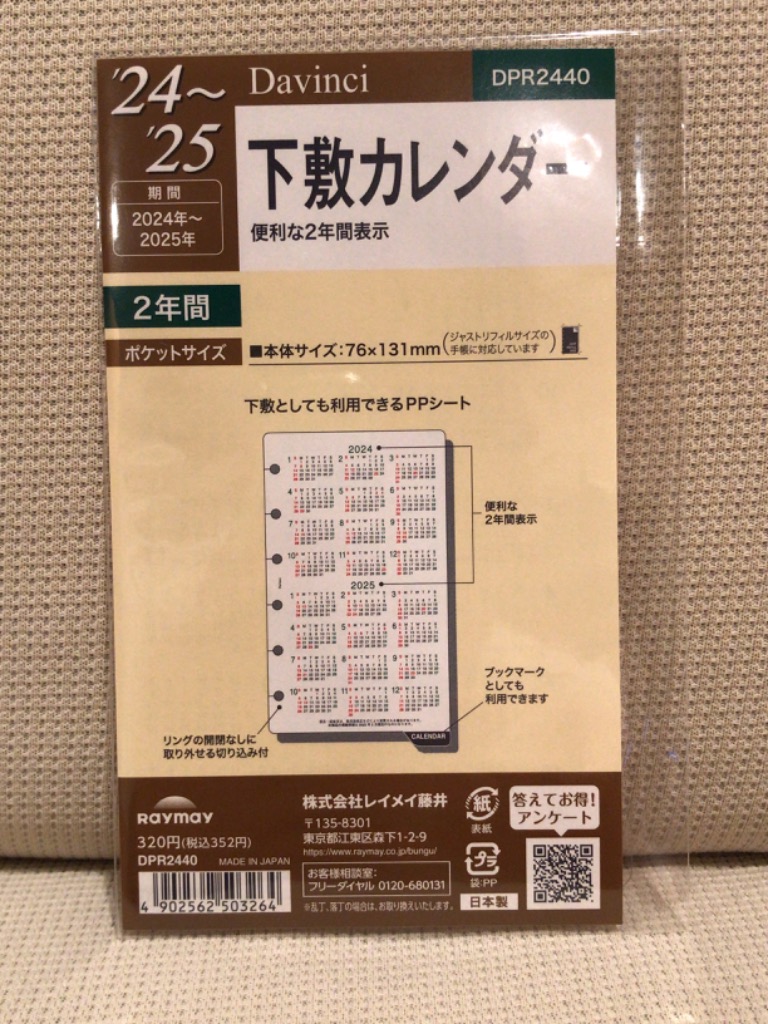 '24～
'25
期間
2024年～
2025年
Davinci
DPR2440
下敷カレンダー
便利な2年間表示
2年間
ポケットサイズ
■本体サイズ:76×131mm(ジャストリフィルサイズの
手帳に対応しています)
下敷としても利用できるPPシート
2024
便利な
2年間表示
2025
ブックマーク
としても
利用できます
リングの開閉なしに
取り外せる切り込み付
CALENDAR
RAYMAY
320円(税込352円)
DPR2440 MADE IN JAPAN
4 902562 503264
株式会社レイメイ藤井
〒135-8301
東京都江東区森下1-2-9
https://www.raymay.co.jp/bungu/
お客様相談室:
フリーダイヤル 0120-680131
※乱丁、落丁の場合は、お取り換えいたします。
紙
表紙
プラ
袋:PP
答えてお得!
アンケート
日本製